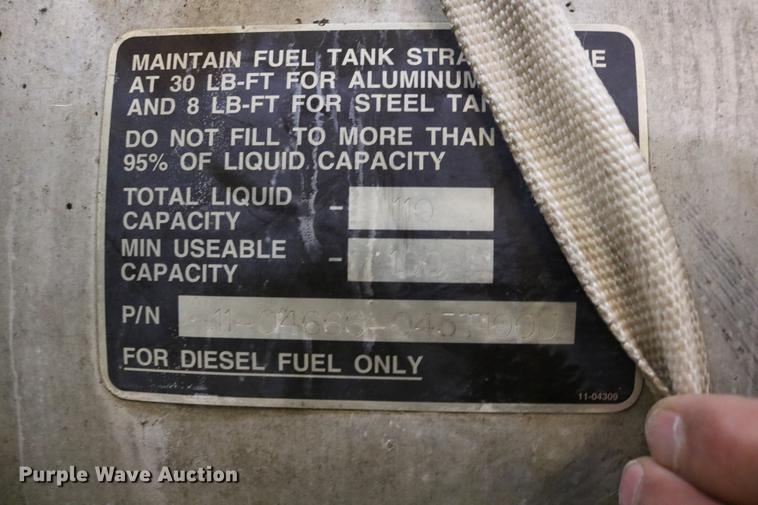 MAINTAIN FUEL TANK
AT 30 LB-FT FOR ALUMINUM
AND 8 LB-FT FOR STEEL
DO NOT FILL TO MORE THAN
95% OF LIQUID CAPACITY
TOTAL LIQUID
CAPACITY - 110
MIN USEABLE
CAPACITY - 100
P/N
FOR DIESEL FUEL ONLY
11-04309
Purple Wave Auction